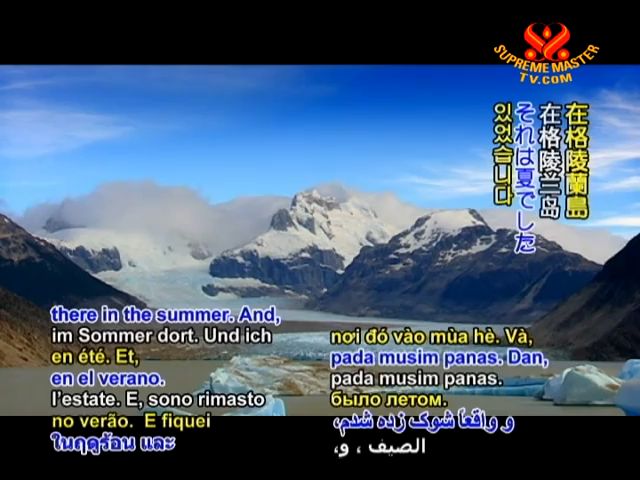 SUPREME MASTER
TV.COM
在格陵蘭島
在格陵兰岛
それは夏でした
있었습니다
there in the summer. And,
im Sommer dort. Und ich
en été. Et,
en el verano.
l'estate. E, sono rimasto
no verão.  E fiquei
ในฤดูร้อน และ
nơi đó vào mùa hè. Và,
pada musim panas. Dan,
pada musim panas.
было летом.
و واقعاً شوک زده شدم،
الصيف ، و،